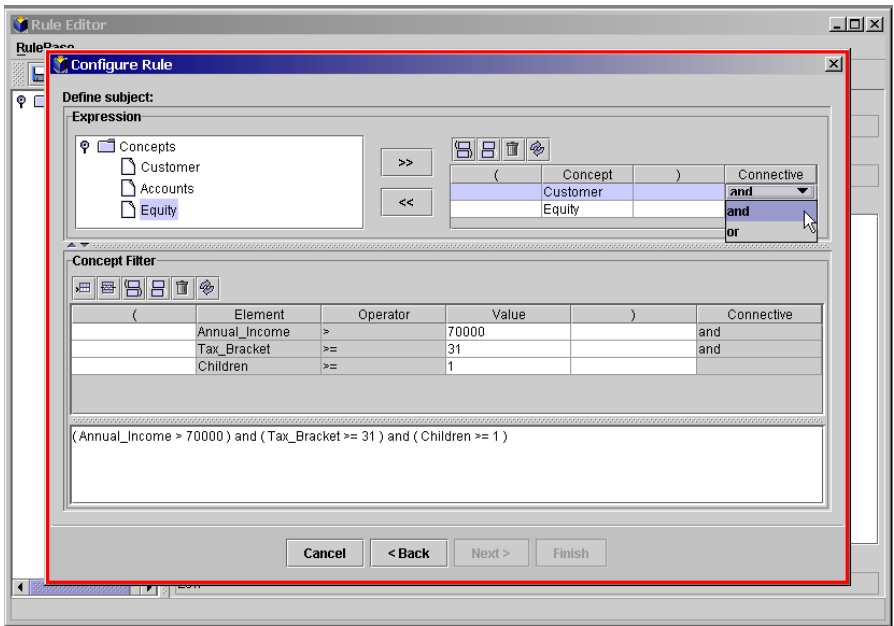 Rule Editor
RuleBase
Configure Rule
Define subject:
Expression
Concepts
Customer
Accounts
Equity
>>
<<
( Concept ) Connective
Customer and
Equity and
or
Concept Filter
( Element Operator Value ) Connective
Annual_Income > 70000 and
Tax_Bracket >= 31 and
Children >= 1
( Annual_Income > 70000 ) and ( Tax_Bracket >= 31 ) and ( Children >= 1 )
Cancel < Back Next > Finish